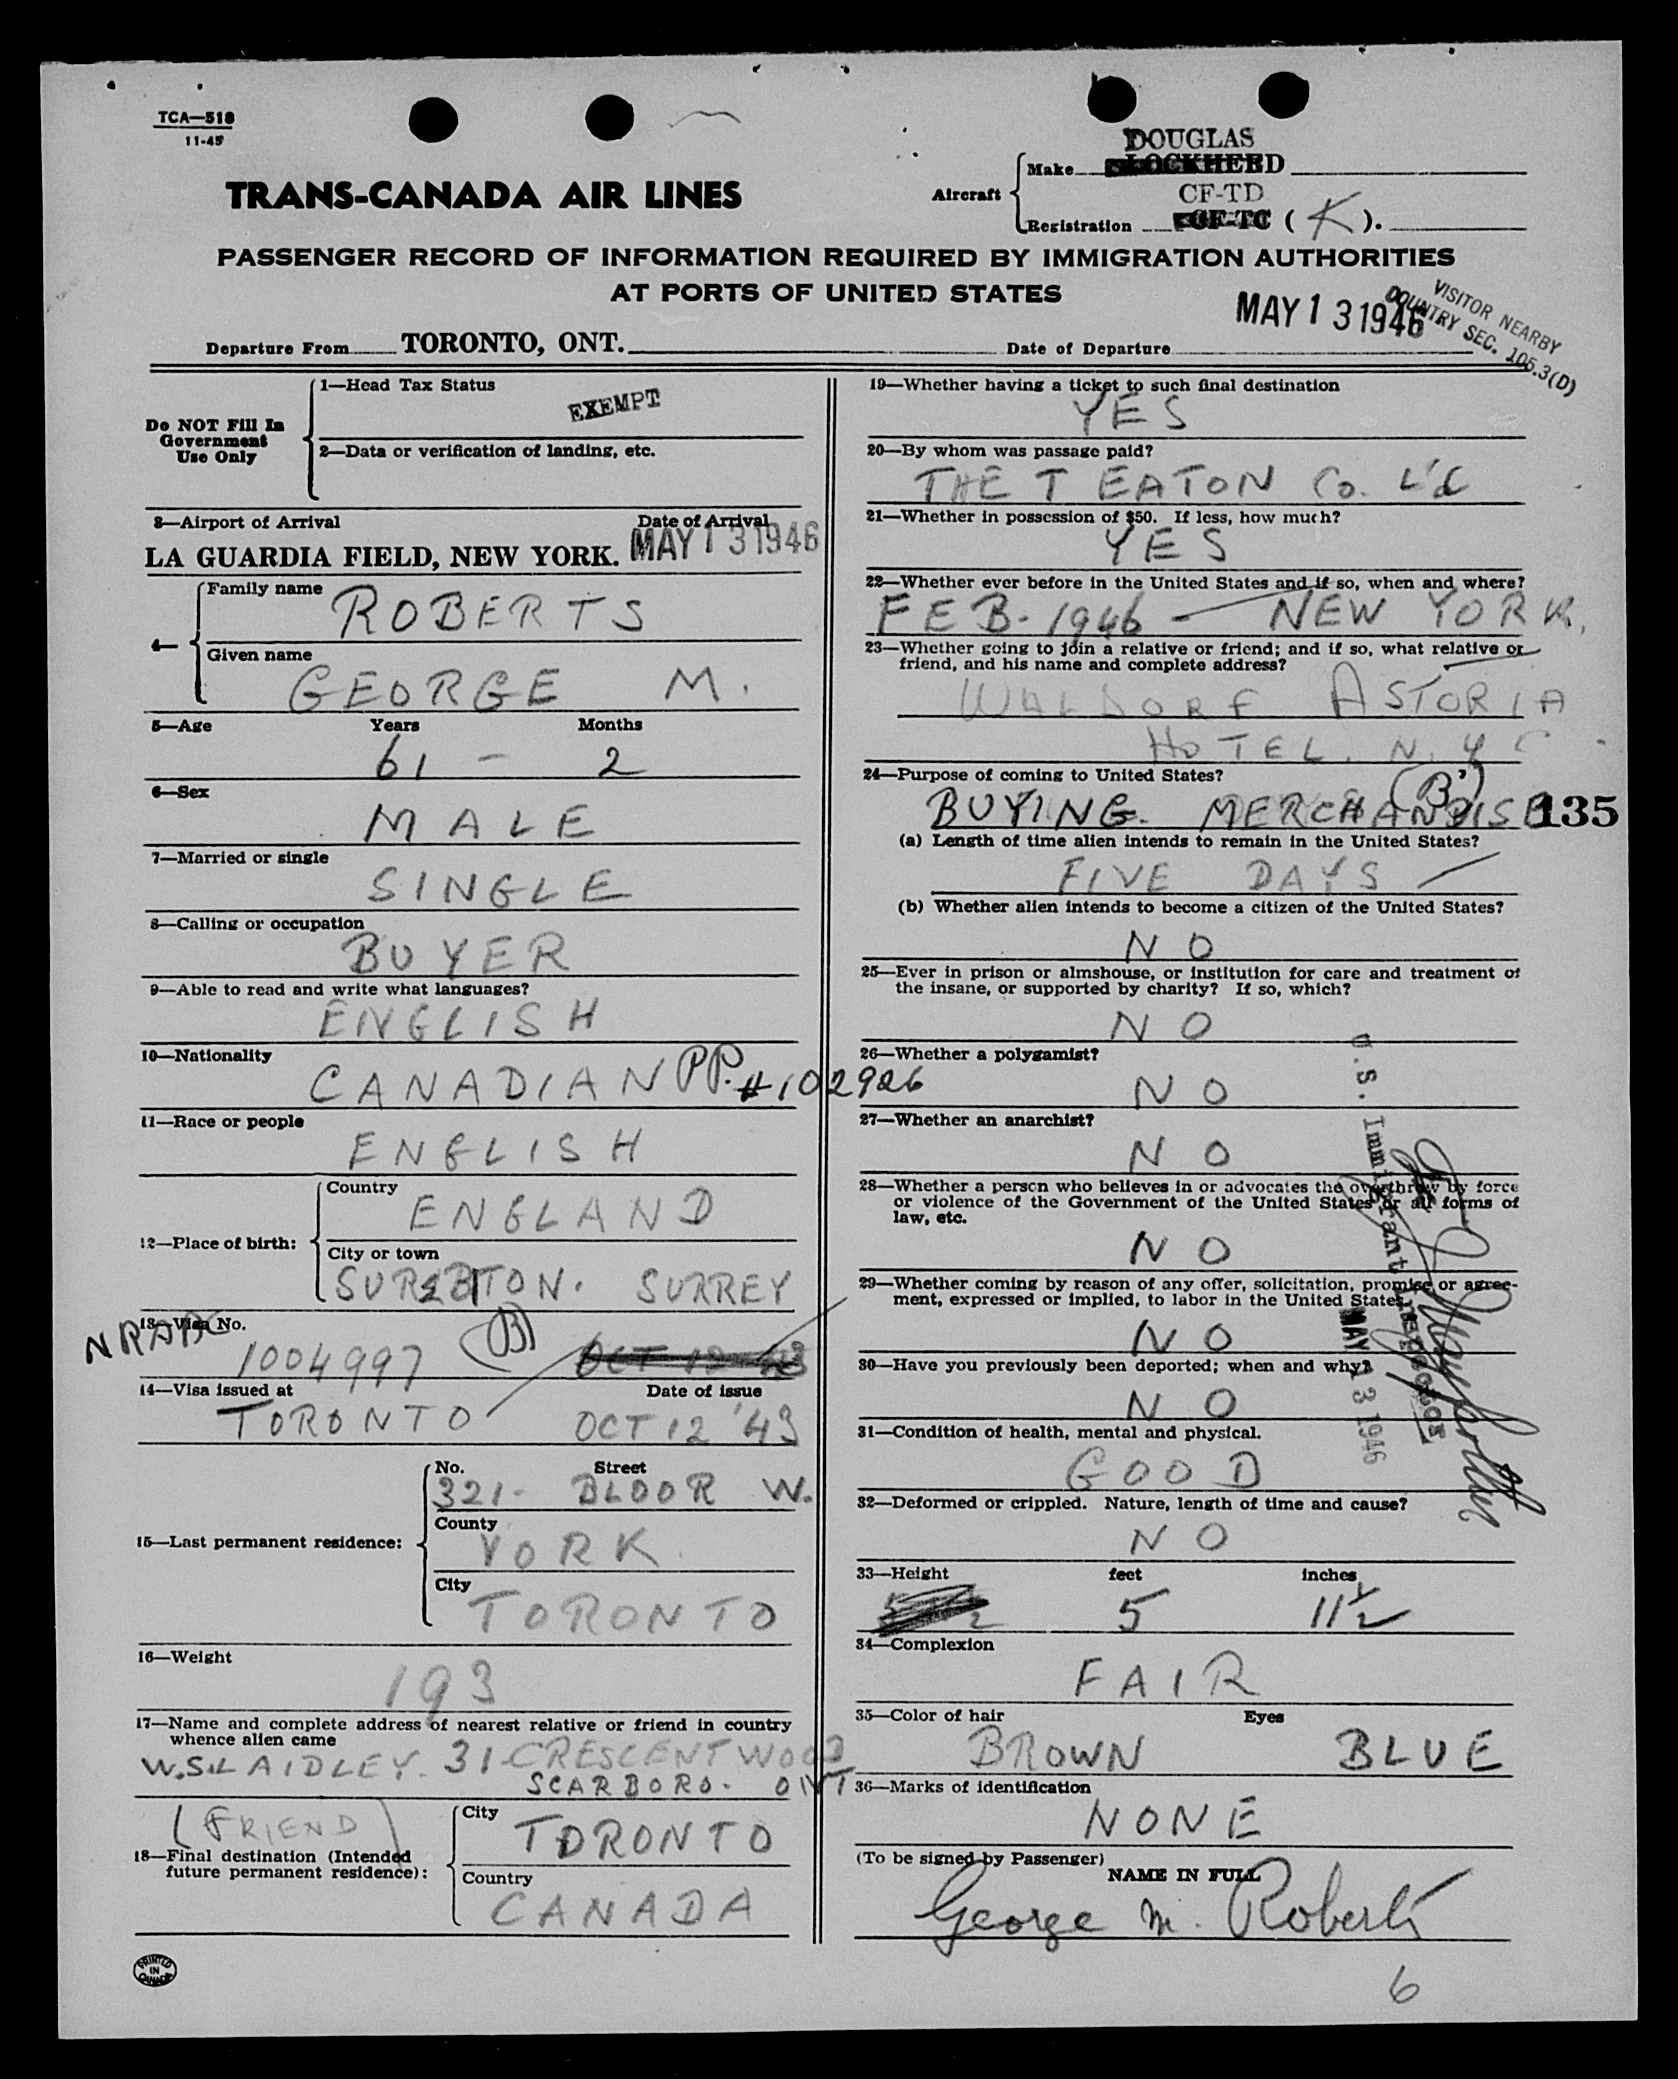 TCA—518
11-45
DOUGLAS
Make LOCKHEED
TRANS-CANADA AIR LINES
Aircraft
CF-TD
Registration CF-TC ( K ).
PASSENGER RECORD OF INFORMATION REQUIRED BY IMMIGRATION AUTHORITIES
AT PORTS OF UNITED STATES
VISITOR NEARBY
COUNTRY SEC. 106.3(D)
MAY 13 1946
Departure From TORONTO, ONT.
Date of Departure
Do NOT Fill In
Government
Use Only
1—Head Tax Status
EXEMPT
2—Data or verification of landing, etc.
3—Airport of Arrival
Date of Arrival
LA GUARDIA FIELD, NEW YORK.
MAY 13 1946
4—
Family name
ROBERTS
Given name
GEORGE M.
5—Age Years Months
61 - 2
6—Sex
MALE
7—Married or single
SINGLE
8—Calling or occupation
BUYER
9—Able to read and write what languages?
ENGLISH
10—Nationality
CANADIAN PP. # 102926
11—Race or people
ENGLISH
12—Place of birth:
Country
ENGLAND
City or town
SURBITON. SURREY
13—Visa No.
1004997 (B) OCT 12 43
14—Visa issued at Date of issue
TORONTO OCT 12 '43
15—Last permanent residence:
No. Street
321- BLOOR W.
County
YORK
City
TORONTO
16—Weight
193
17—Name and complete address of nearest relative or friend in country
whence alien came
W.S. LAIDLEY. 31 CRESCENTWOOD
SCARBORO. ONT
(FRIEND)
18—Final destination (Intended
future permanent residence):
City
TORONTO
Country
CANADA
PRINTED
IN
CANADA
19—Whether having a ticket to such final destination
YES
20—By whom was passage paid?
THE T EATON Co. L'd
21—Whether in possession of $50. If less, how much?
YES
22—Whether ever before in the United States and if so, when and where?
FEB. 1946 — NEW YORK.
23—Whether going to join a relative or friend; and if so, what relative or
friend, and his name and complete address?
WALDORF ASTORIA
HOTEL. N.Y.C.
24—Purpose of coming to United States?
(B)
BUYING MERCHANDISE
135
(a) Length of time alien intends to remain in the United States?
FIVE DAYS
(b) Whether alien intends to become a citizen of the United States?
NO
25—Ever in prison or almshouse, or institution for care and treatment of
the insane, or supported by charity? If so, which?
NO
26—Whether a polygamist?
NO
27—Whether an anarchist?
NO
28—Whether a person who believes in or advocates the overthrow by force
or violence of the Government of the United States or all forms of
law, etc.
NO
29—Whether coming by reason of any offer, solicitation, promise or agree-
ment, expressed or implied, to labor in the United States
NO
30—Have you previously been deported; when and why?
NO
31—Condition of health, mental and physical.
GOOD
32—Deformed or crippled. Nature, length of time and cause?
NO
33—Height feet inches
5 11½
34—Complexion
FAIR
35—Color of hair Eyes
BROWN BLUE
36—Marks of identification
NONE
(To be signed by Passenger)
NAME IN FULL
George M. Roberts
6
U.S. Immigrant Inspector
MAY 13 1946